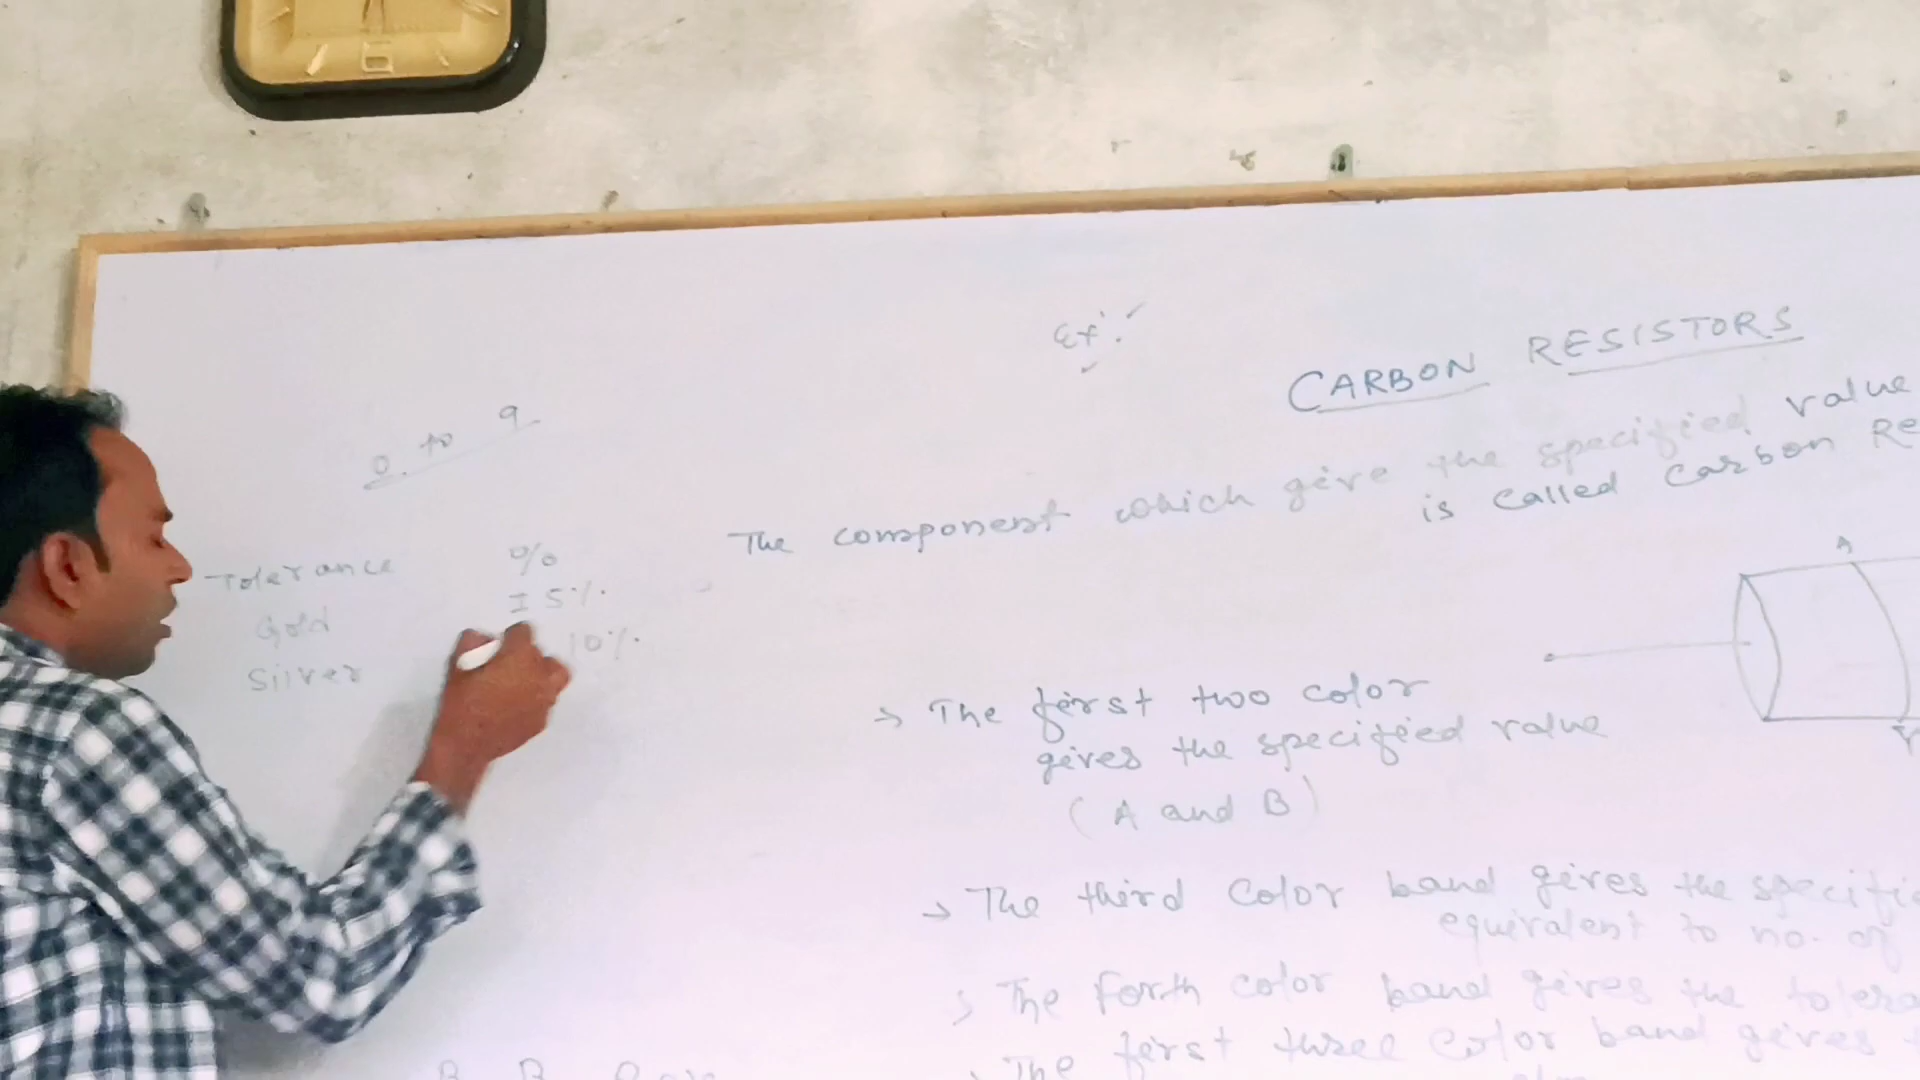 6
Ex:
CARBON RESISTORS
0. to 9
The component which give the specified value
is called Carbon Re
Tolerance %
Gold ± 5%
Silver 10%
A
→ The first two color
gives the specified value
(A and B)
→ The third Color band gives the specifi
equivalent to no. of
→ The forth color band gives the tolera
→ The first three color band gives
B B